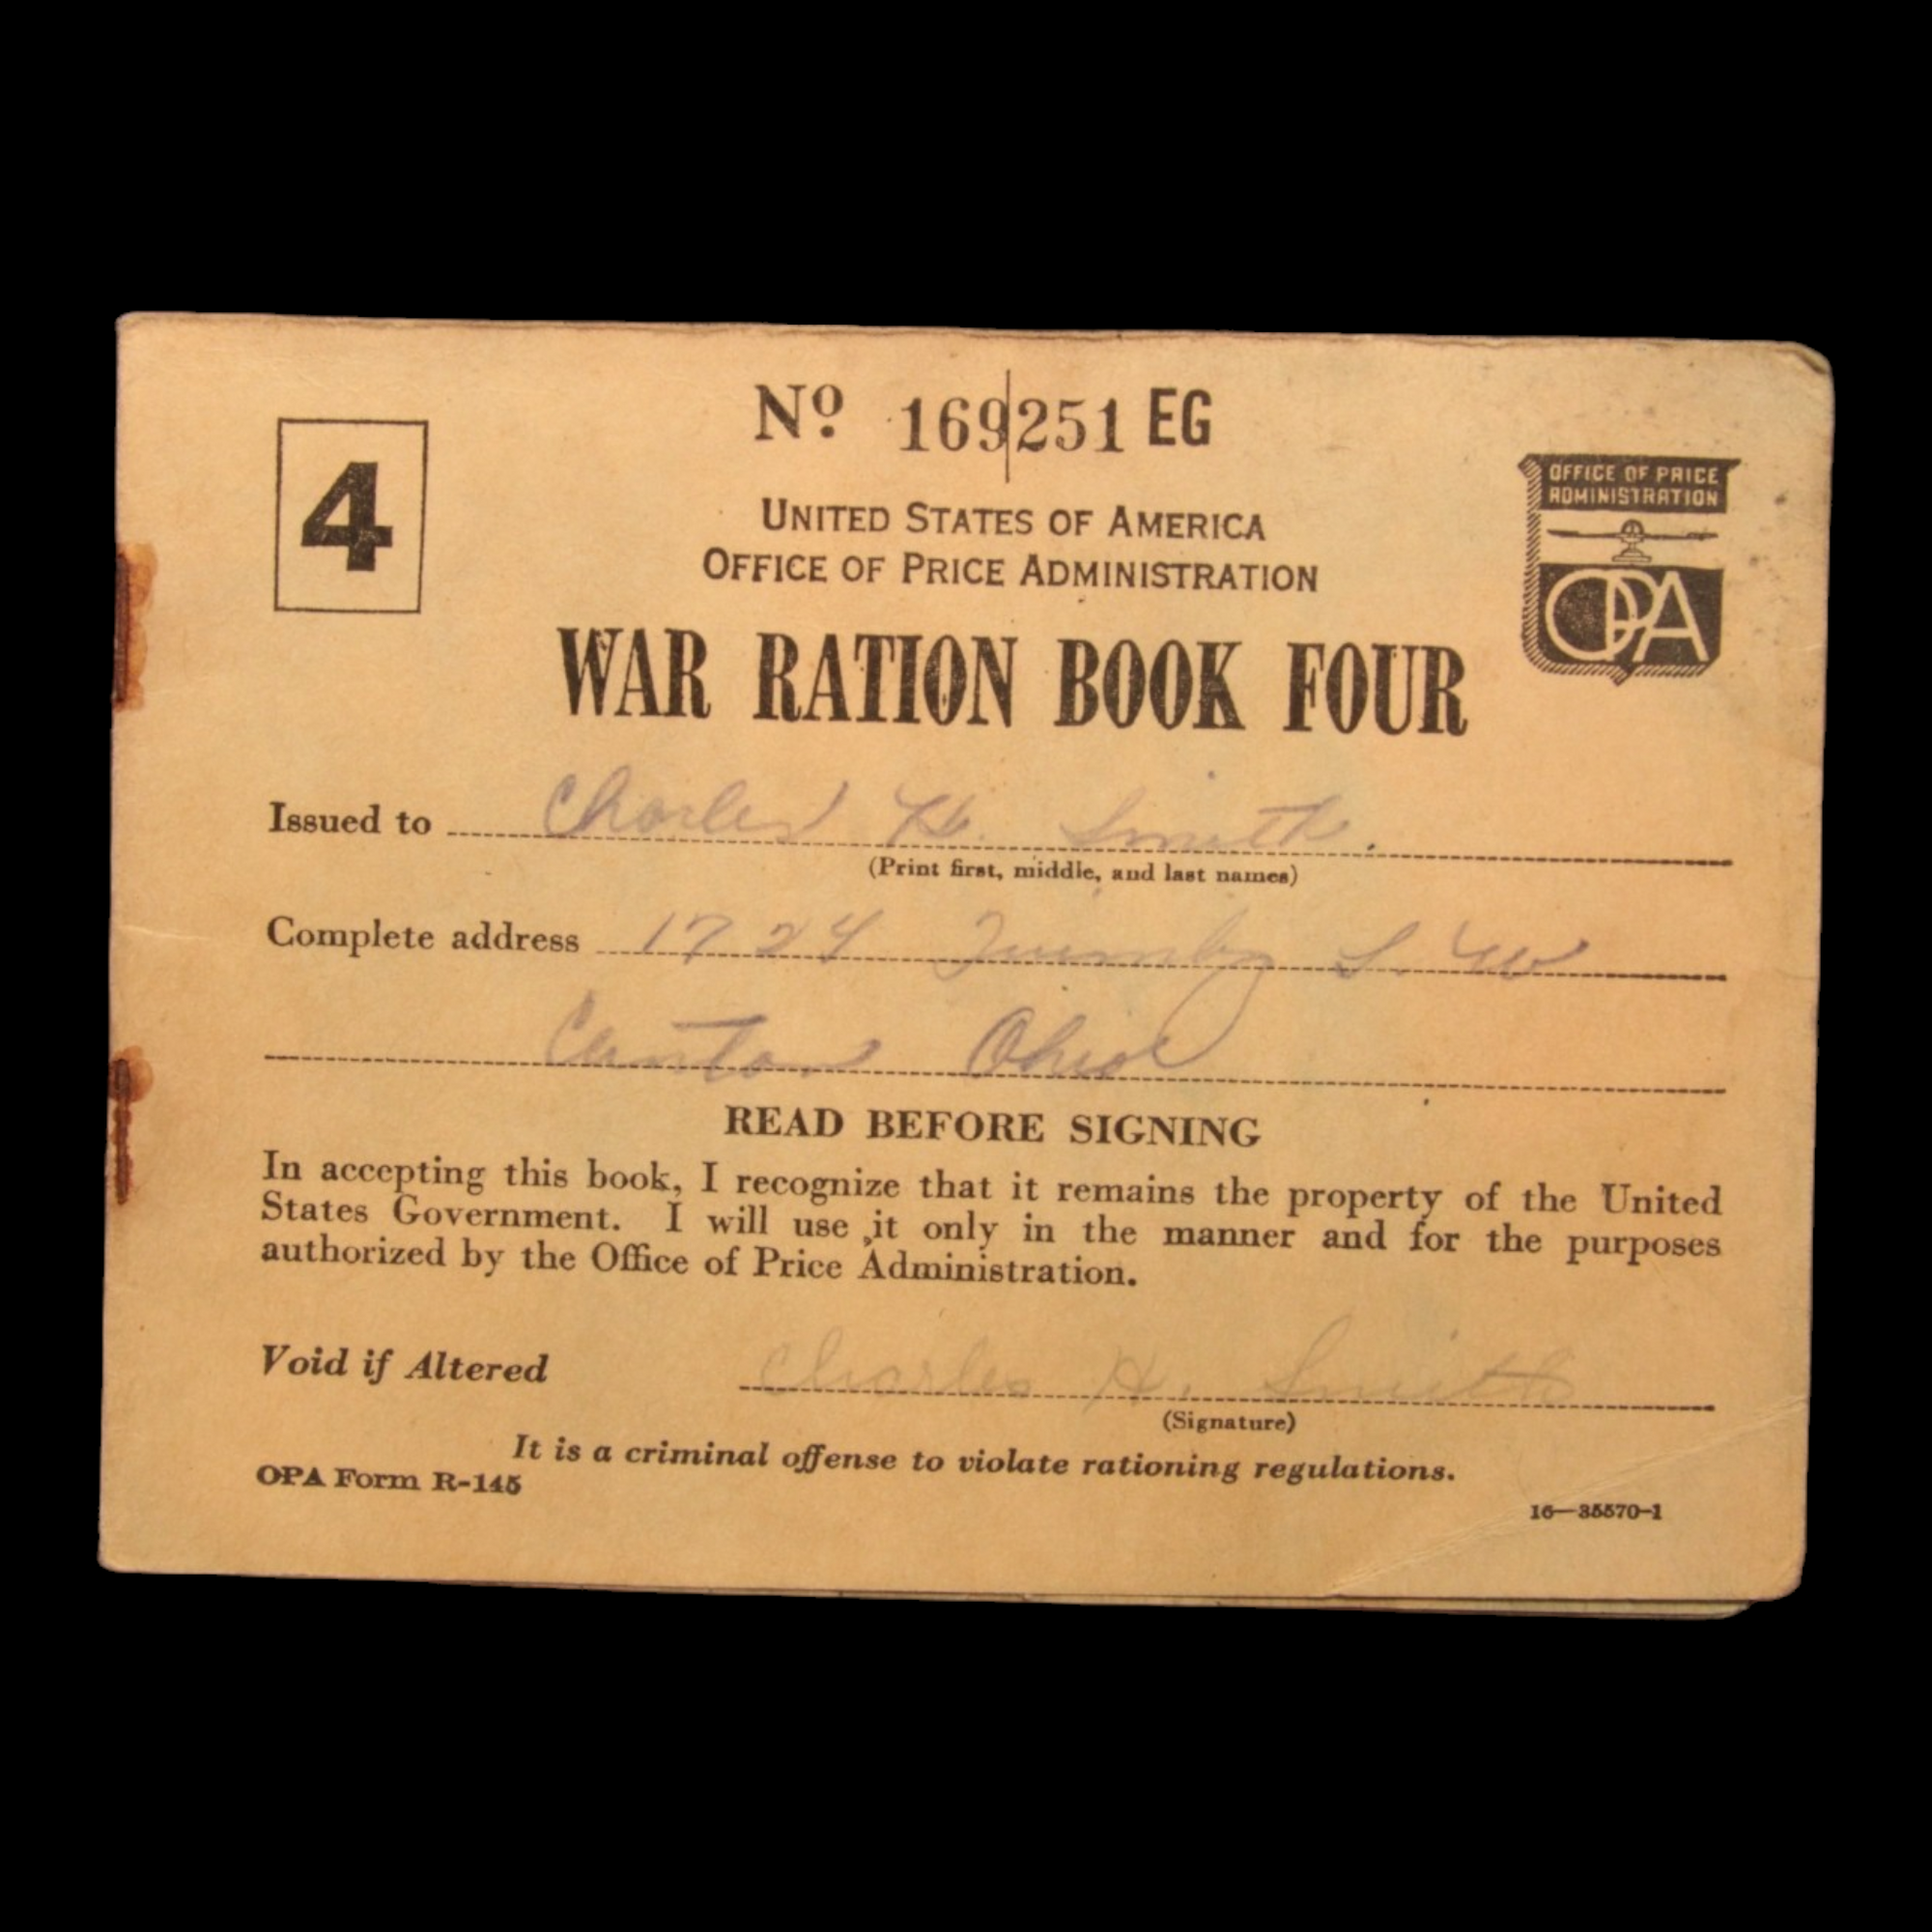 4
Nº 169251 EG
OFFICE OF PRICE
ADMINISTRATION
OPA
UNITED STATES OF AMERICA
OFFICE OF PRICE ADMINISTRATION
WAR RATION BOOK FOUR
Issued to Charles H. Smith.
(Print first, middle, and last names)
Complete address 1724 S. W
Canton Ohio
READ BEFORE SIGNING
In accepting this book, I recognize that it remains the property of the United
States Government. I will use it only in the manner and for the purposes
authorized by the Office of Price Administration.
Void if Altered Charles H. Smith
(Signature)
It is a criminal offense to violate rationing regulations.
OPA Form R-145
16—35570-1